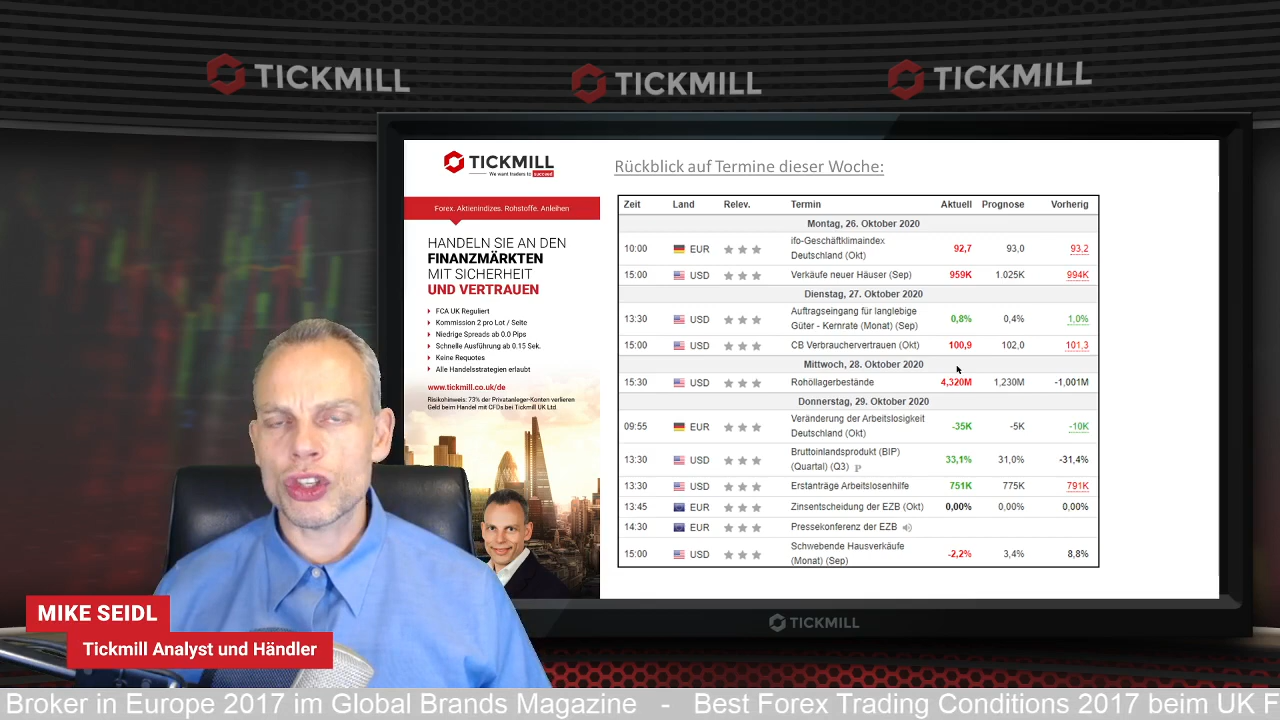 TICKMILL
TICKMILL
TICKMILL
TICKMILL
We want traders to succeed
Forex. Aktienindizes. Rohstoffe. Anleihen
HANDELN SIE AN DEN
FINANZMÄRKTEN
MIT SICHERHEIT
UND VERTRAUEN
FCA UK Reguliert
Kommission 2 pro Lot / Seite
Niedrige Spreads ab 0.0 Pips
Schnelle Ausführung ab 0.15 Sek.
Keine Requotes
Alle Handelsstrategien erlaubt
www.tickmill.co.uk/de
Risikohinweis: 73% der Privatanleger-Konten verlieren
Geld beim Handel mit CFDs bei Tickmill UK Ltd.
Rückblick auf Termine dieser Woche:
Zeit Land Relev. Termin Aktuell Prognose Vorherig
Montag, 26. Oktober 2020
10:00 EUR ifo-Geschäftklimaindex 92,7 93,0 93,2
Deutschland (Okt)
15:00 USD Verkäufe neuer Häuser (Sep) 959K 1.025K 994K
Dienstag, 27. Oktober 2020
13:30 USD Auftragseingang für langlebige 0,8% 0,4% 1,0%
Güter - Kernrate (Monat) (Sep)
15:00 USD CB Verbrauchervertrauen (Okt) 100,9 102,0 101,3
Mittwoch, 28. Oktober 2020
15:30 USD Rohöllagerbestände 4,320M 1,230M -1,001M
Donnerstag, 29. Oktober 2020
09:55 EUR Veränderung der Arbeitslosigkeit -35K -5K -10K
Deutschland (Okt)
13:30 USD Bruttoinlandsprodukt (BIP) 33,1% 31,0% -31,4%
(Quartal) (Q3) P
13:30 USD Erstanträge Arbeitslosenhilfe 751K 775K 791K
13:45 EUR Zinsentscheidung der EZB (Okt) 0,00% 0,00% 0,00%
14:30 EUR Pressekonferenz der EZB
15:00 USD Schwebende Hausverkäufe -2,2% 3,4% 8,8%
(Monat) (Sep)
TICKMILL
MIKE SEIDL
Tickmill Analyst und Händler
Broker in Europe 2017 im Global Brands Magazine - Best Forex Trading Conditions 2017 beim UK F